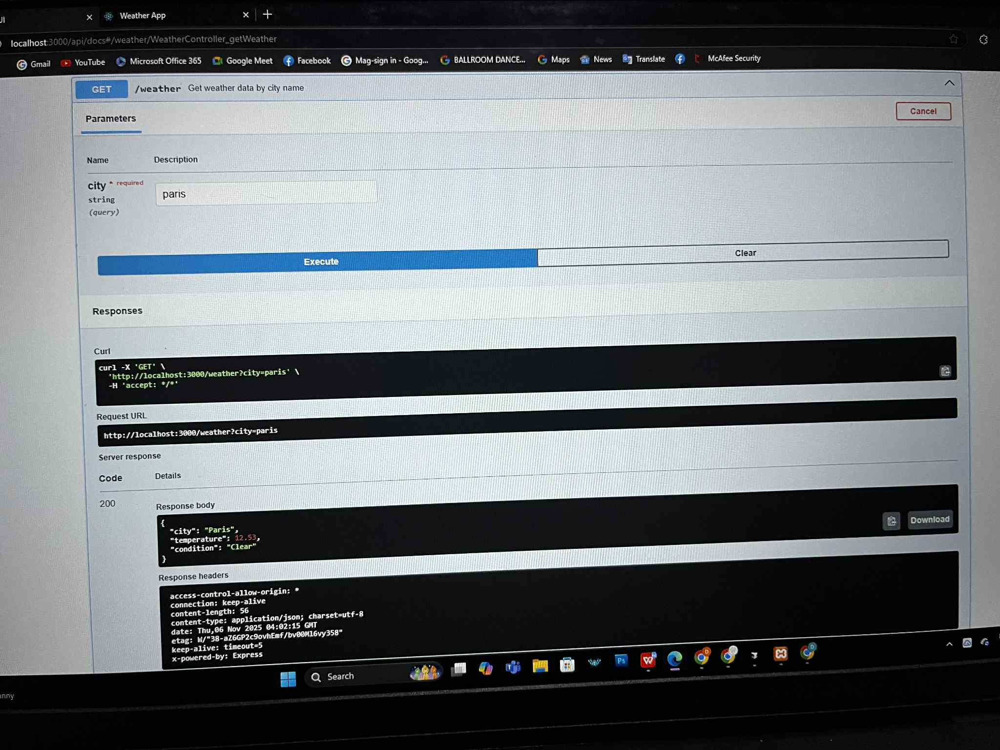 UI
Weather App
localhost:3000/api/docs#/weather/WeatherController_getWeather
Gmail YouTube Microsoft Office 365 Google Meet Facebook Mag-sign in - Goog... BALLROOM DANCE... Maps News Translate McAfee Security
GET /weather Get weather data by city name
Parameters
Cancel
Name Description
city * required
string
(query)
paris
Execute Clear
Responses
Curl
curl -X 'GET' \
'http://localhost:3000/weather?city=paris' \
-H 'accept: */*'
Request URL
http://localhost:3000/weather?city=paris
Server response
Code Details
200
Response body
{
"city": "Paris",
"temperature": 12.53,
"condition": "Clear"
}
Download
Response headers
access-control-allow-origin: *
connection: keep-alive
content-length: 56
content-type: application/json; charset=utf-8
date: Thu,06 Nov 2025 04:02:15 GMT
etag: W/"38-aZ6GP2c9ovhEmf/bv00M16vy358"
keep-alive: timeout=5
x-powered-by: Express
Search
Ps